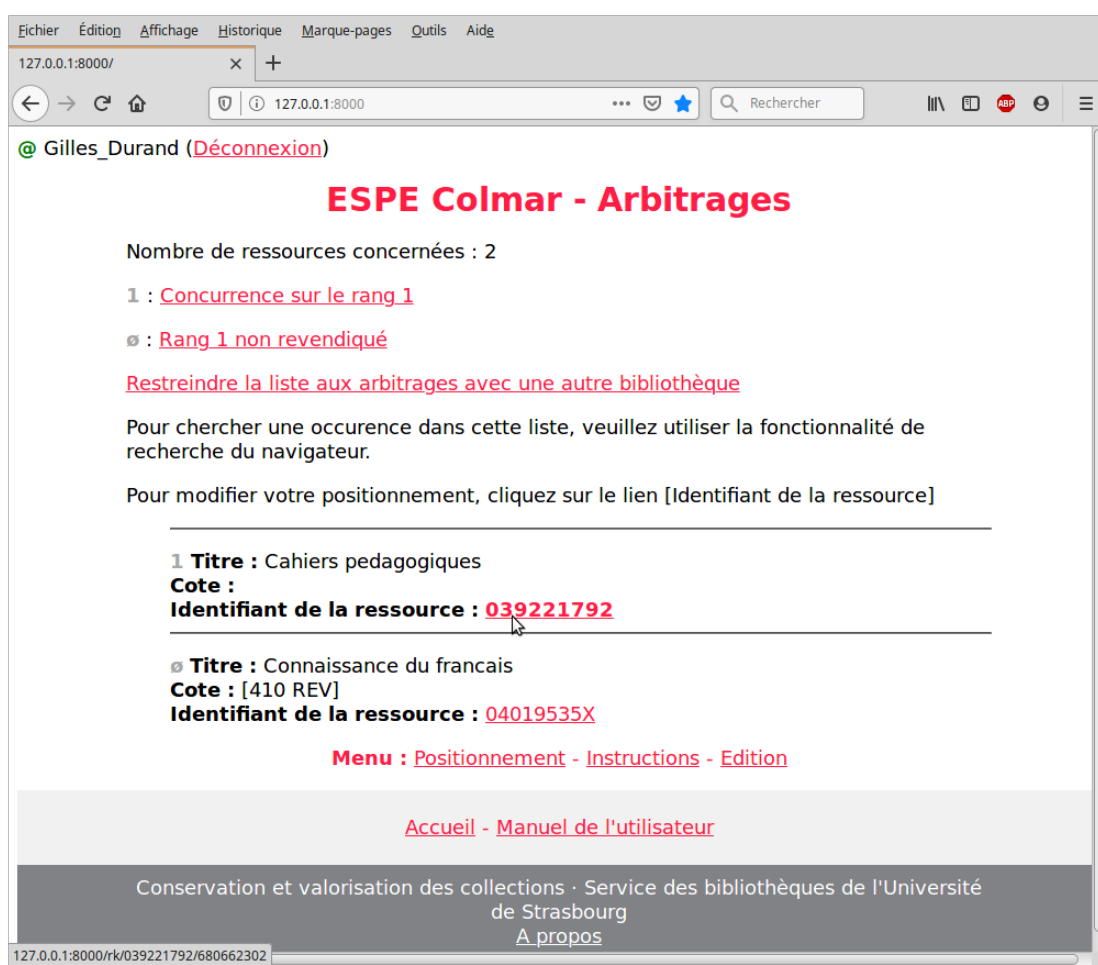 Fichier Édition Affichage Historique Marque-pages Outils Aide
127.0.0.1:8000/
127.0.0.1:8000 Rechercher ABP
@ Gilles_Durand (Déconnexion)
ESPE Colmar - Arbitrages
Nombre de ressources concernées : 2
1 : Concurrence sur le rang 1
ø : Rang 1 non revendiqué
Restreindre la liste aux arbitrages avec une autre bibliothèque
Pour chercher une occurence dans cette liste, veuillez utiliser la fonctionnalité de
recherche du navigateur.
Pour modifier votre positionnement, cliquez sur le lien [Identifiant de la ressource]
1 Titre : Cahiers pedagogiques
Cote :
Identifiant de la ressource : 039221792
ø Titre : Connaissance du francais
Cote : [410 REV]
Identifiant de la ressource : 04019535X
Menu : Positionnement - Instructions - Edition
Accueil - Manuel de l'utilisateur
Conservation et valorisation des collections · Service des bibliothèques de l'Université
de Strasbourg
A propos
127.0.0.1:8000/rk/039221792/680662302